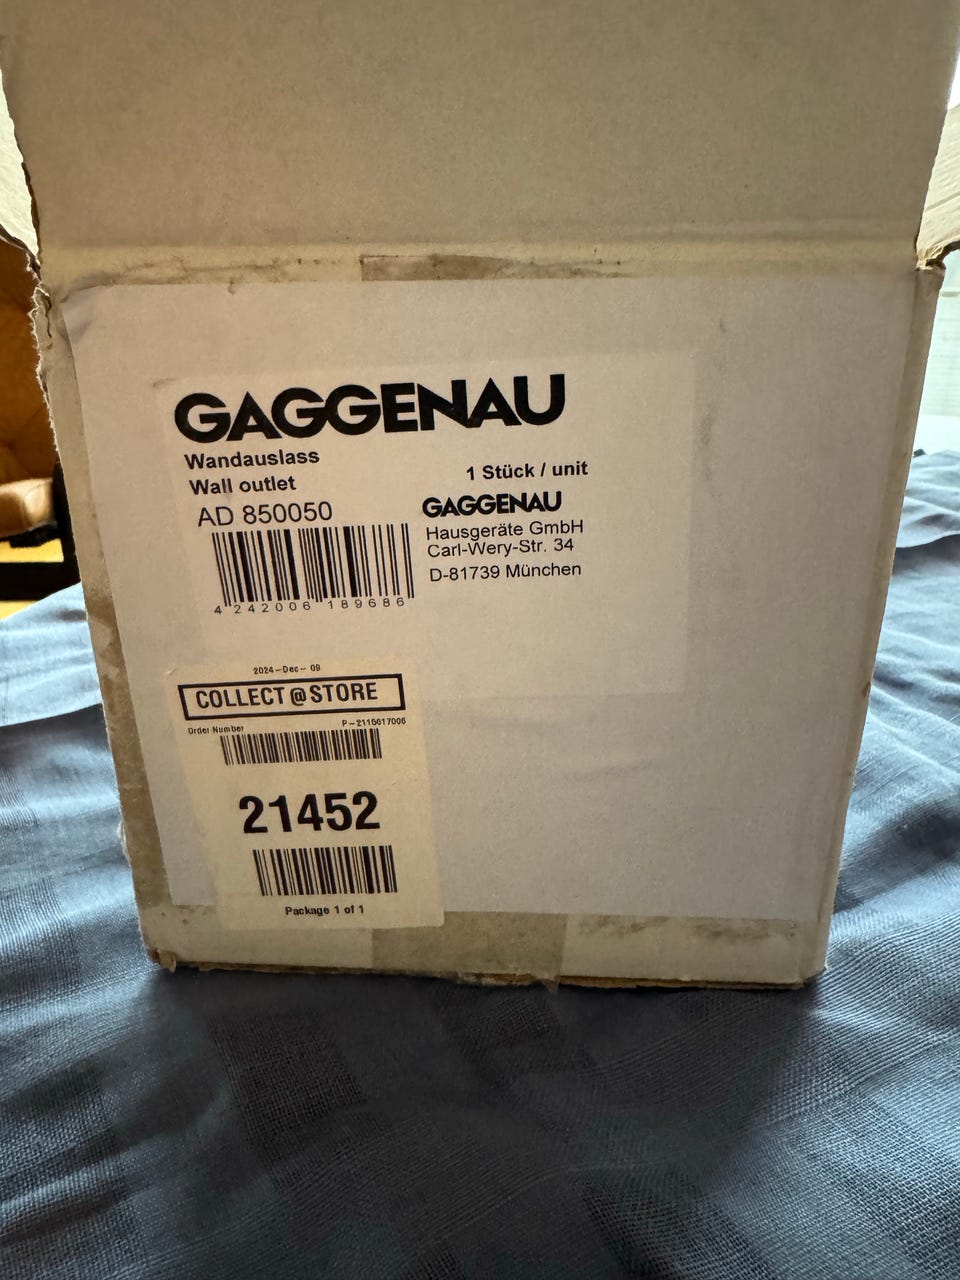 GAGGENAU
Wandauslass
Wall outlet
1 Stück / unit
AD 850050
GAGGENAU
Hausgeräte GmbH
Carl-Wery-Str. 34
D-81739 München
4 242006 189686
2024-Dec-09
COLLECT@STORE
Order Number
P-2115017006
21452
Package 1 of 1